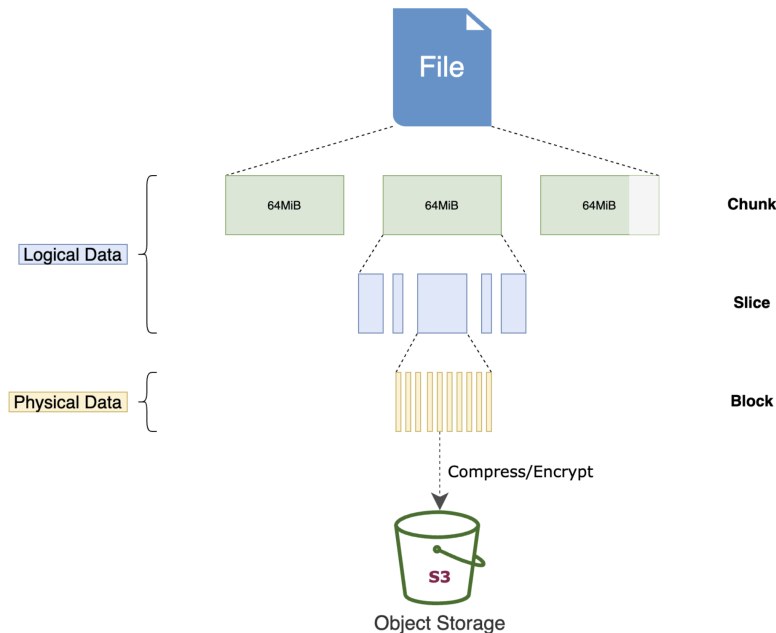 File
64MiB
64MiB
64MiB
Chunk
Logical Data
Slice
Physical Data
Block
Compress/Encrypt
S3
Object Storage